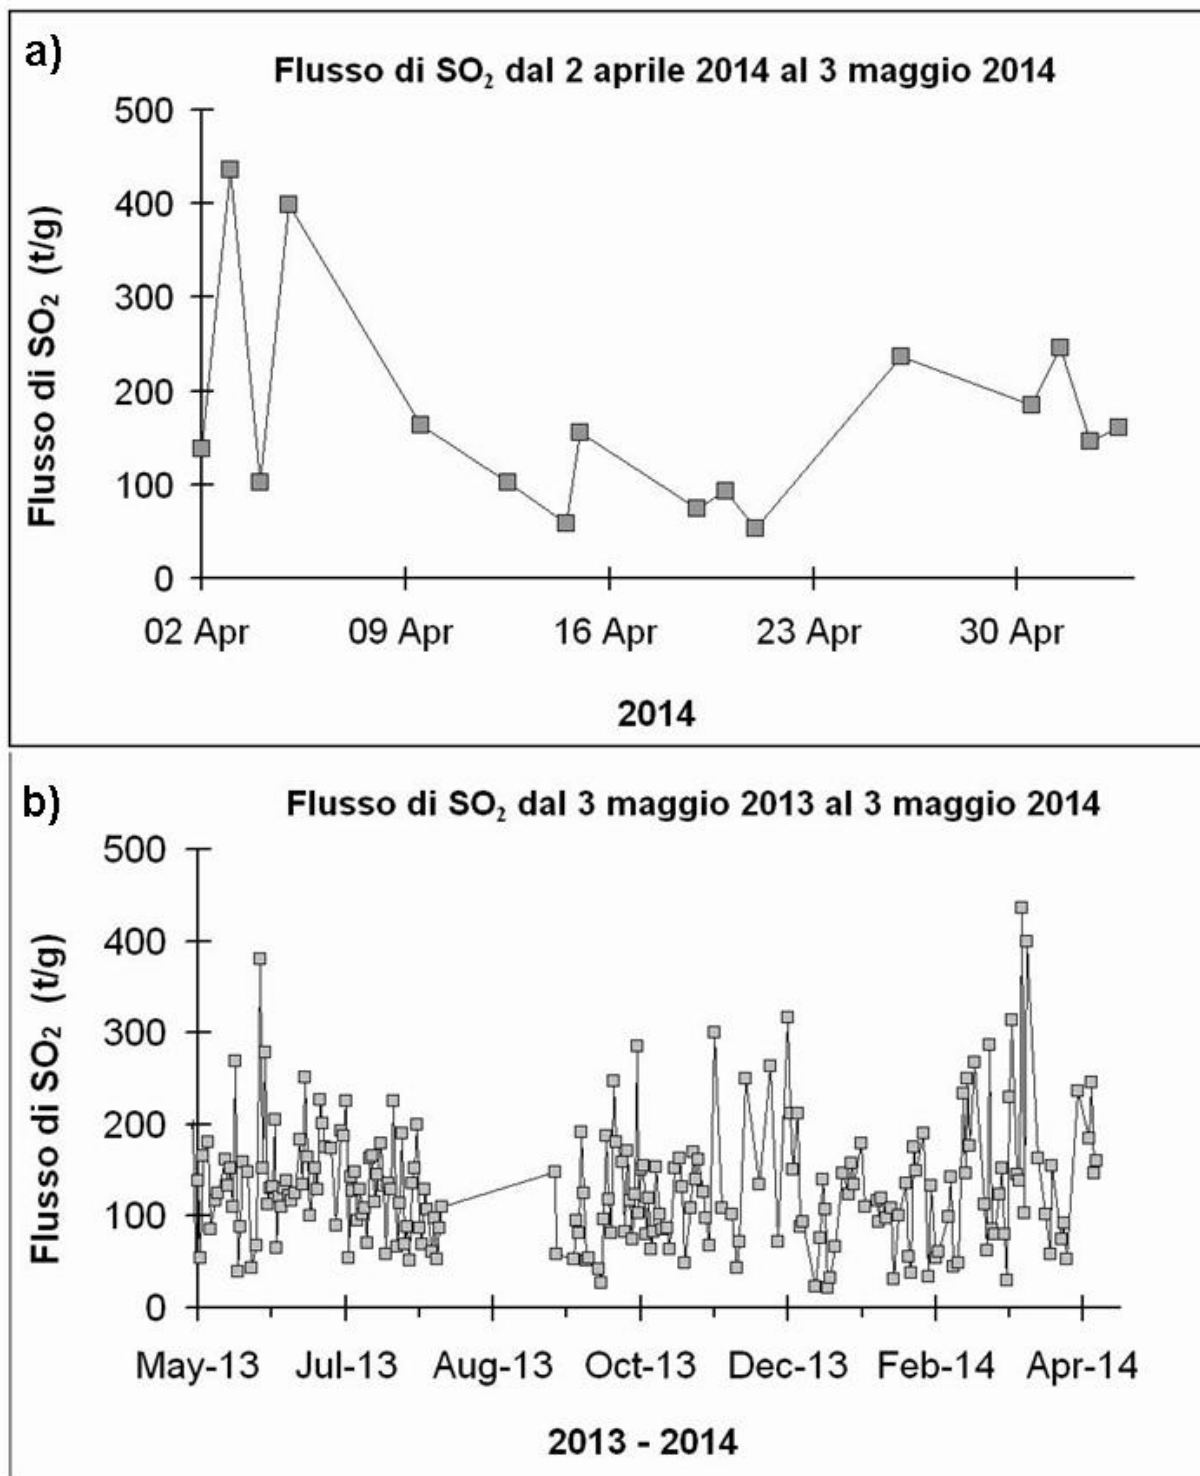 a)
Flusso di SO₂ dal 2 aprile 2014 al 3 maggio 2014
500
400
300
200
100
0
Flusso di SO₂ (t/g)
02 Apr 09 Apr 16 Apr 23 Apr 30 Apr
2014
b)
Flusso di SO₂ dal 3 maggio 2013 al 3 maggio 2014
500
400
300
200
100
0
Flusso di SO₂ (t/g)
May-13 Jul-13 Aug-13 Oct-13 Dec-13 Feb-14 Apr-14
2013 - 2014